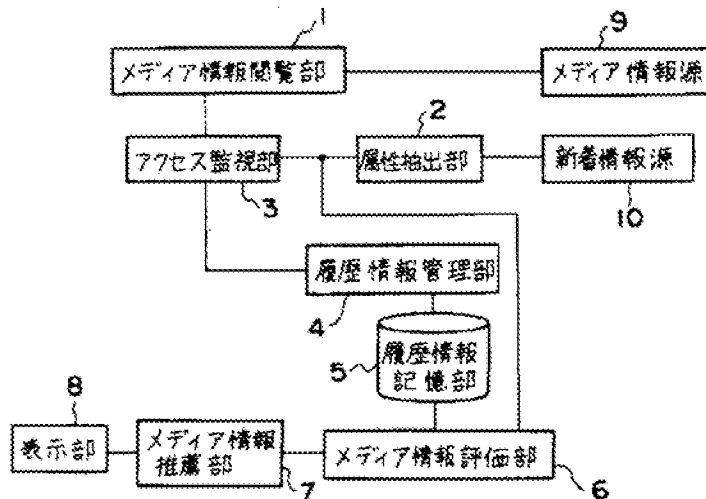 1
9
メディア情報閲覧部
メディア情報源
2
アクセス監視部
属性抽出部
新着情報源
3
10
履歴情報管理部
4
履歴情報
記憶部
5
8
表示部
メディア情報
推薦部
メディア情報評価部
7
6